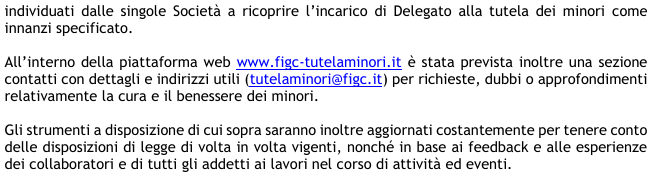 individuati dalle singole Società a ricoprire l'incarico di Delegato alla tutela dei minori come
innanzi specificato.
All'interno della piattaforma web www.figc-tutelaminori.it è stata prevista inoltre una sezione
contatti con dettagli e indirizzi utili (tutelaminori@figc.it) per richieste, dubbi o approfondimenti
relativamente la cura e il benessere dei minori.
Gli strumenti a disposizione di cui sopra saranno inoltre aggiornati costantemente per tenere conto
delle disposizioni di legge di volta in volta vigenti, nonché in base ai feedback e alle esperienze
dei collaboratori e di tutti gli addetti ai lavori nel corso di attività ed eventi.